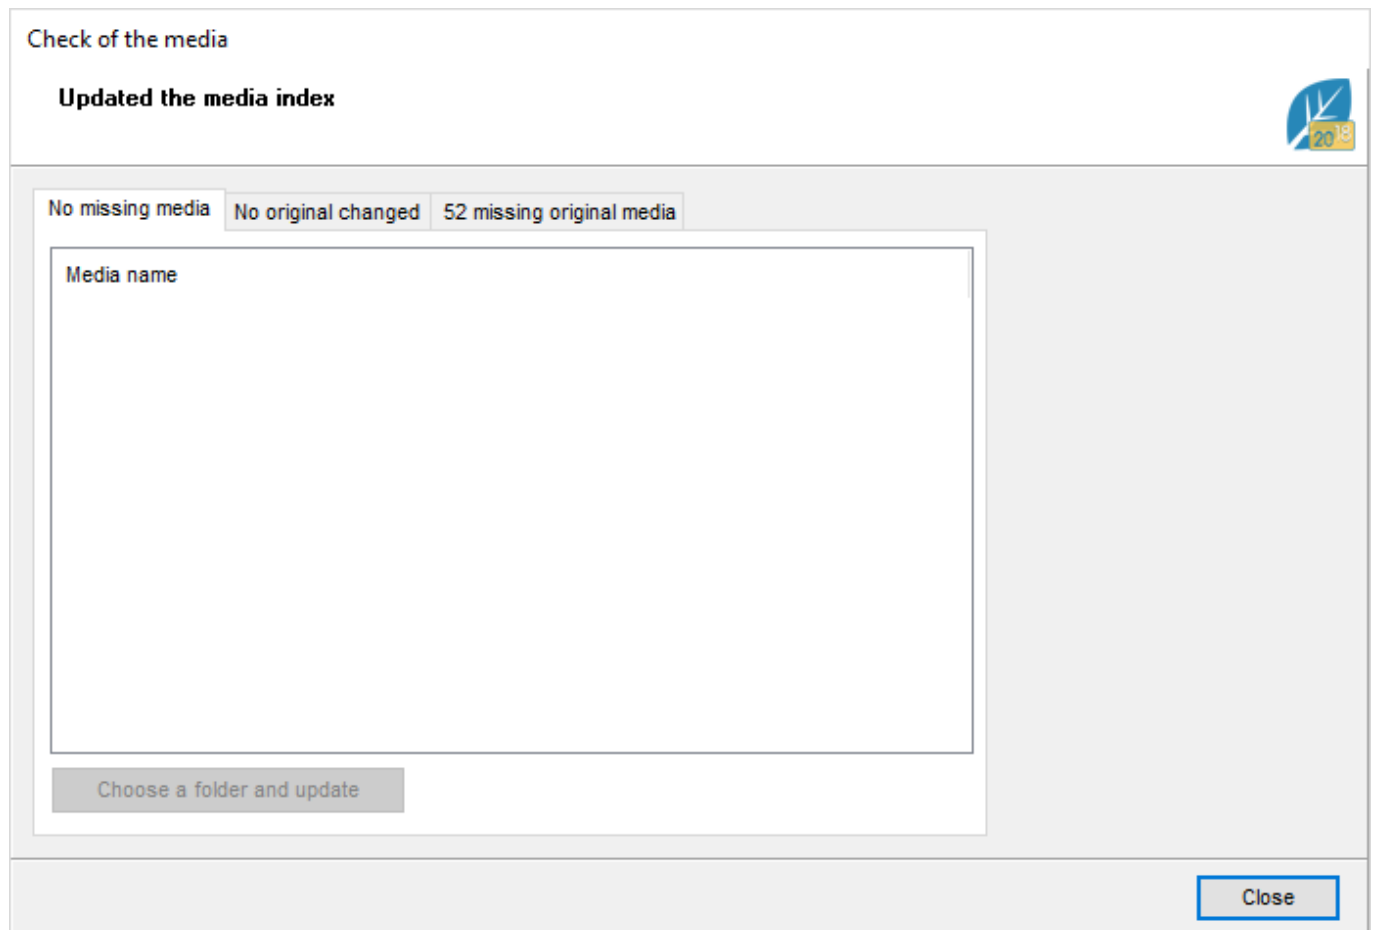 Check of the media
Updated the media index
2018
No missing media No original changed 52 missing original media
Media name
Choose a folder and update
Close